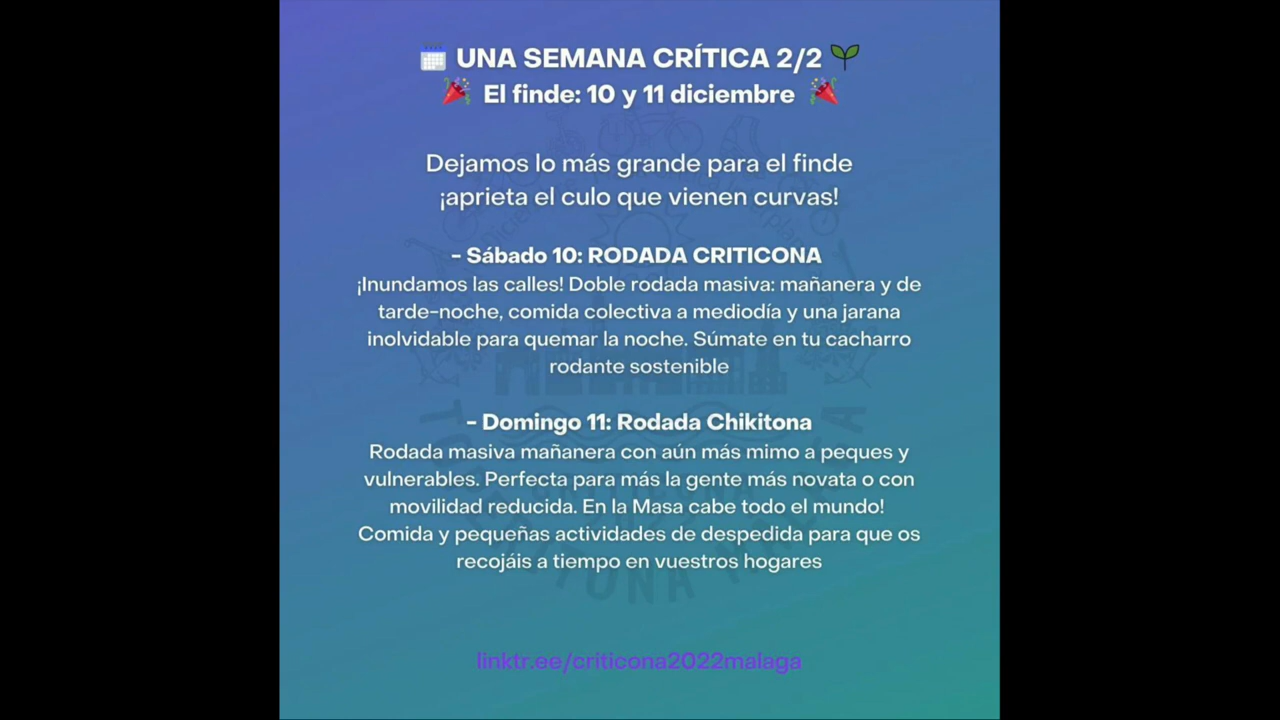 UNA SEMANA CRÍTICA 2/2
El finde: 10 y 11 diciembre
Dejamos lo más grande para el finde
¡aprieta el culo que vienen curvas!
- Sábado 10: RODADA CRITICONA
¡Inundamos las calles! Doble rodada masiva: mañanera y de
tarde-noche, comida colectiva a mediodía y una jarana
inolvidable para quemar la noche. Súmate en tu cacharro
rodante sostenible
- Domingo 11: Rodada Chikitona
Rodada masiva mañanera con aún más mimo a peques y
vulnerables. Perfecta para más la gente más novata o con
movilidad reducida. En la Masa cabe todo el mundo!
Comida y pequeñas actividades de despedida para que os
recojáis a tiempo en vuestros hogares
linktr.ee/criticona2022malaga